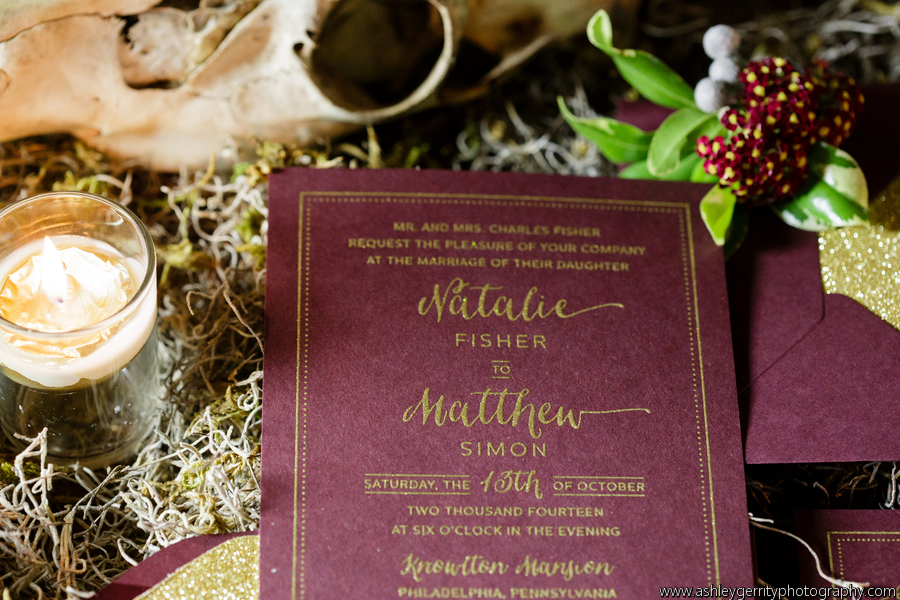 MR. AND MRS. CHARLES FISHER
REQUEST THE PLEASURE OF YOUR COMPANY
AT THE MARRIAGE OF THEIR DAUGHTER
Natalie
FISHER
TO
Matthew
SIMON
SATURDAY, THE 13th OF OCTOBER
TWO THOUSAND FOURTEEN
AT SIX O'CLOCK IN THE EVENING
Knowlton Mansion
PHILADELPHIA, PENNSYLVANIA
www.ashleygerrityphotography.com